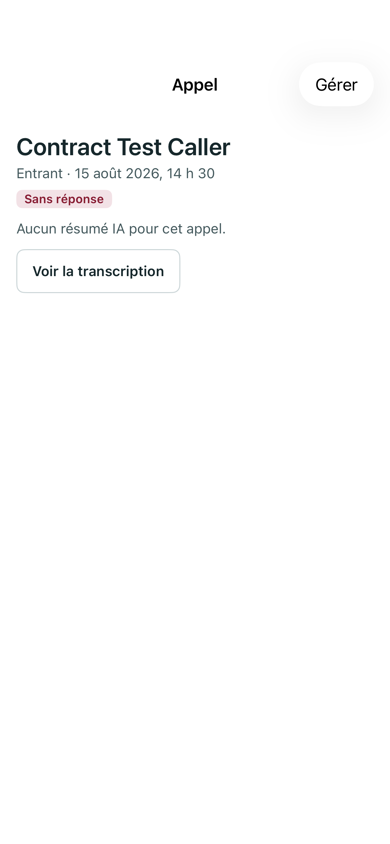 Appel
Gérer
Contract Test Caller
Entrant · 15 août 2026, 14 h 30
Sans réponse
Aucun résumé IA pour cet appel.
Voir la transcription